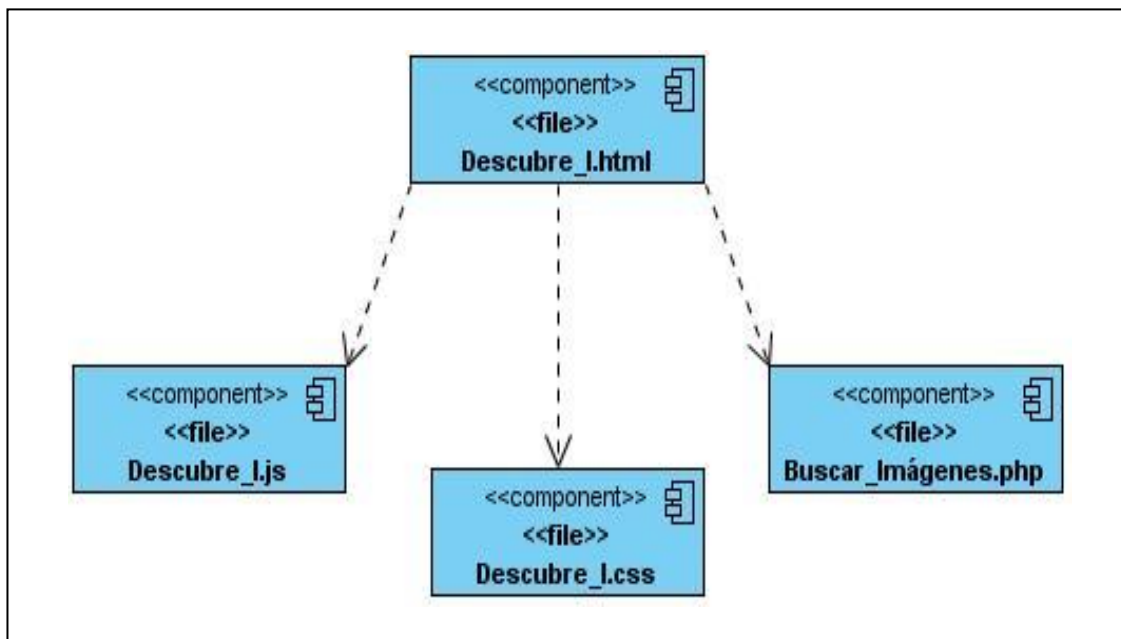 <<component>>
<<file>>
Descubre_I.html
<<component>>
<<file>>
Descubre_I.js
<<component>>
<<file>>
Buscar_Imágenes.php
<<component>>
<<file>>
Descubre_I.css